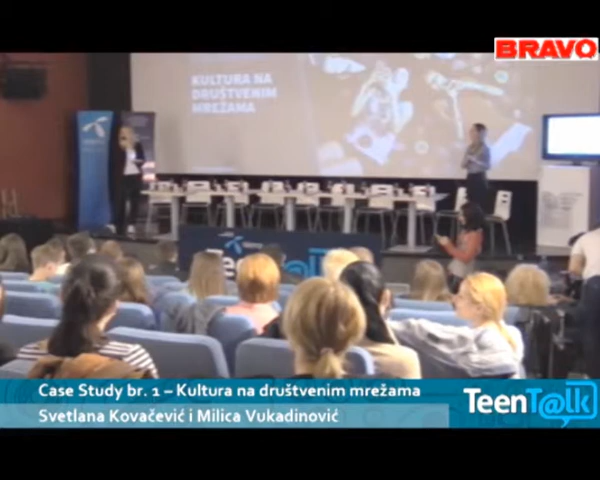 BRAVO
KULTURA NA
DRUŠTVENIM
MREŽAMA
Case Study br. 1 – Kultura na društvenim mrežama
Svetlana Kovačević i Milica Vukadinović
TeenT@lk